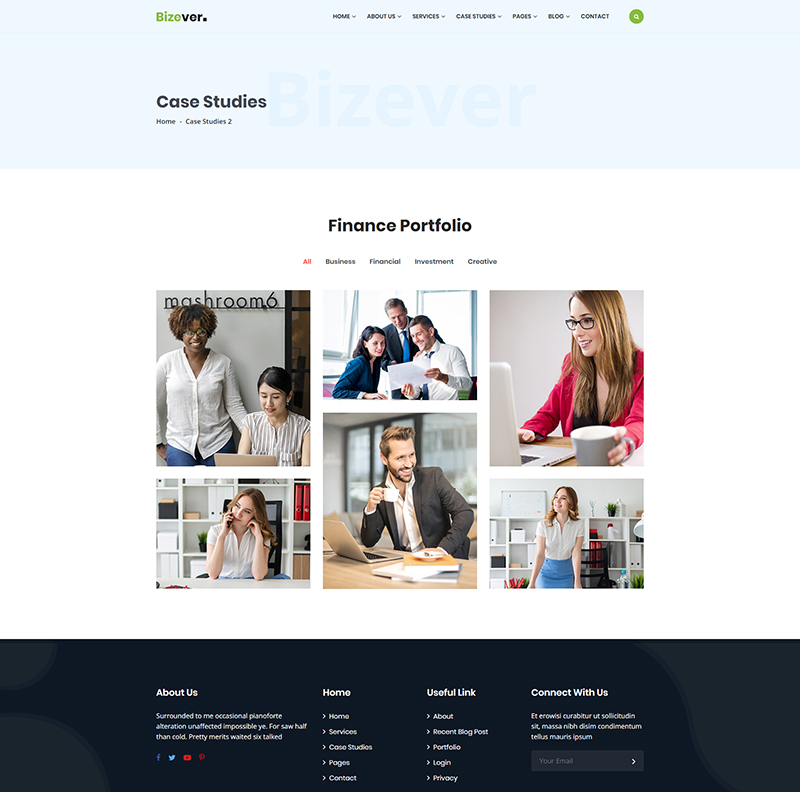 Bizever.
HOME ABOUT US SERVICES CASE STUDIES PAGES BLOG CONTACT
Bizever
Case Studies
Home - Case Studies 2
Finance Portfolio
All Business Financial Investment Creative
mashroom6
About Us
Surrounded to me occasional pianoforte
alteration unaffected impossible ye. For saw half
than cold. Pretty merits waited six talked
Home
Home
Services
Case Studies
Pages
Contact
Useful Link
About
Recent Blog Post
Portfolio
Login
Privacy
Connect With Us
Et erowisi curabitur ut sollicitudin
sit, massa nibh disim condimentum
tellus mauris ipsum
Your Email